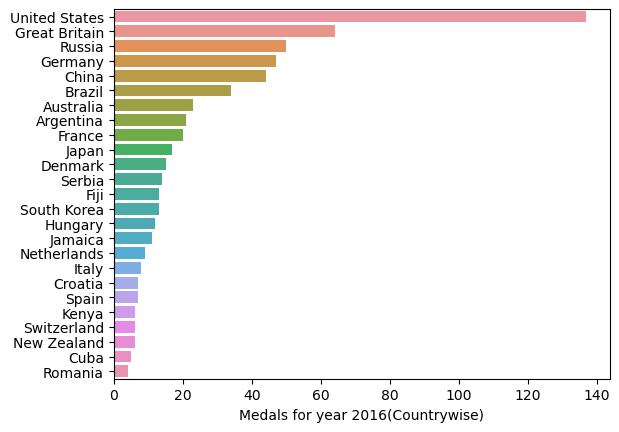 United States
Great Britain
Russia
Germany
China
Brazil
Australia
Argentina
France
Japan
Denmark
Serbia
Fiji
South Korea
Hungary
Jamaica
Netherlands
Italy
Croatia
Spain
Kenya
Switzerland
New Zealand
Cuba
Romania
0 20 40 60 80 100 120 140
Medals for year 2016(Countrywise)